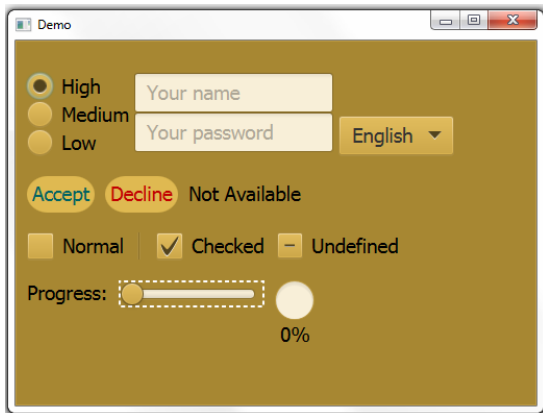 Demo
High
Your name
Medium
Your password
English
Low
Accept Decline Not Available
Normal Checked Undefined
Progress:
0%